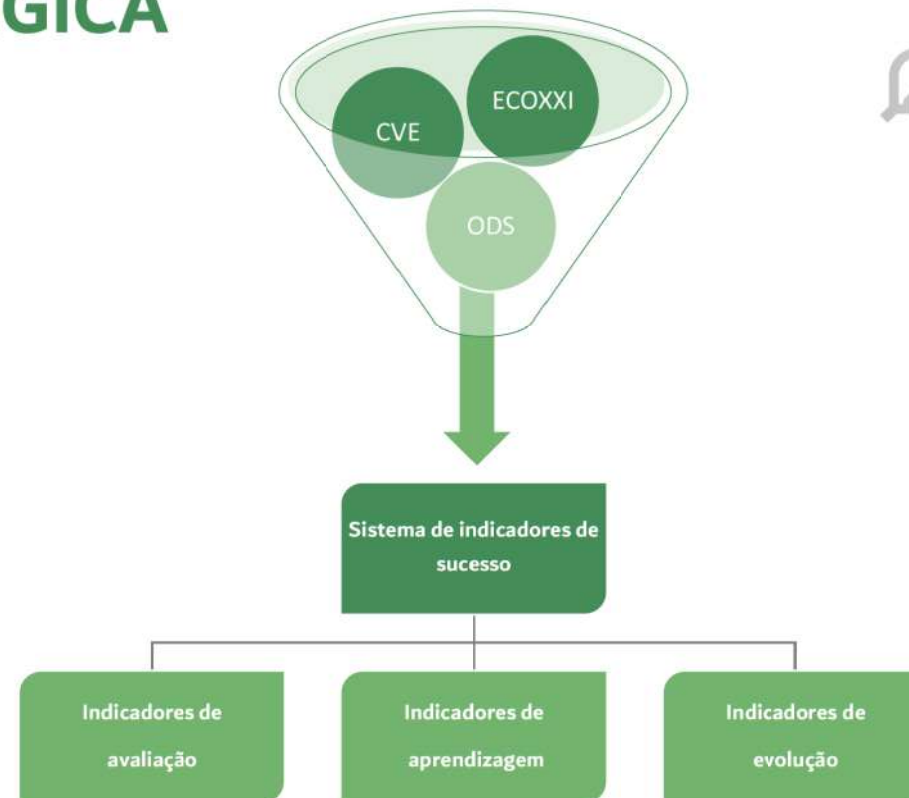 GICA
ECOXXI
CVE
ODS
Sistema de indicadores de
sucesso
Indicadores de
avaliação
Indicadores de
aprendizagem
Indicadores de
evolução